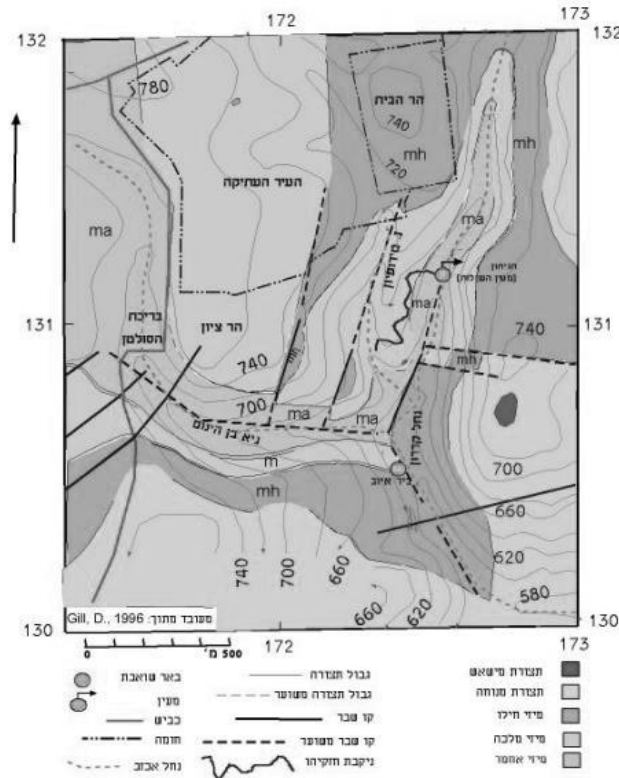 172
173
132
132
780
הר הבית
740
720
mh
mh
העיר העתיקה
ma
ma
נ. טירופיון
הגיחון
(מעין השילוח)
ma
131
131
בריכת
הסולטן
הר ציון
740
740
mh
mh
700
ma
ma
גיא בן הינום
נחל קדרון
700
m
ביר איוב
mh
660
740
700
660
620
580
660
620
130
130
מעובד מתוך: Gill, D., 1996
172
173
0
500 מ'
באר שואבת
גבול תצורה
תצורת מישאש
מעין
גבול תצורה משוער
תצורת מנוחה
כביש
קו שבר
מיזי חילו
חומה
קו שבר משוער
מיזי מלכה
נחל אכזב
ניקבת חזקיהו
מיזי אחמר